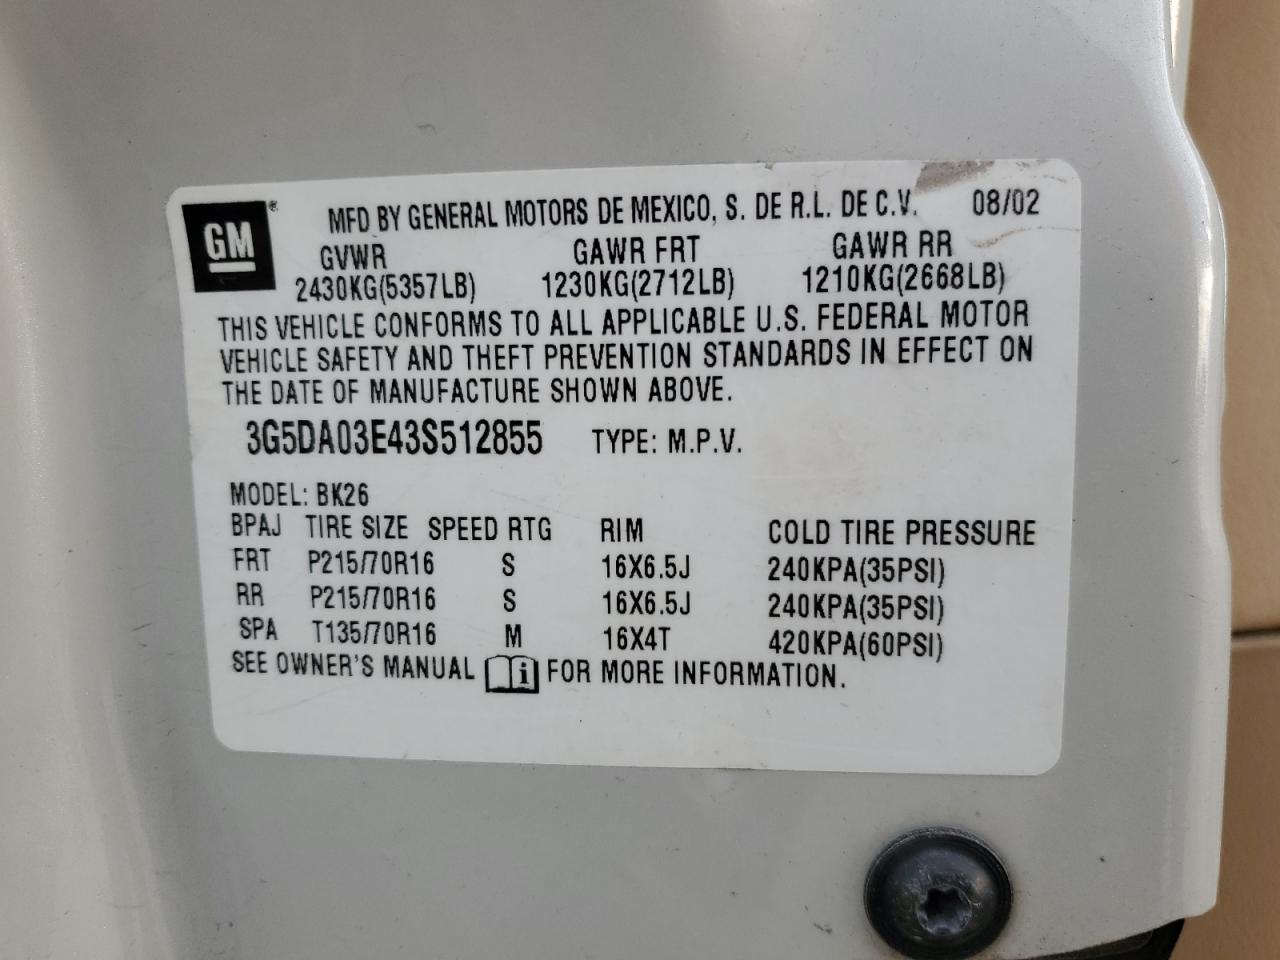 GM®
MFD BY GENERAL MOTORS DE MEXICO, S. DE R.L. DE C.V. 08/02
GVWR GAWR FRT GAWR RR
2430KG(5357LB) 1230KG(2712LB) 1210KG(2668LB)
THIS VEHICLE CONFORMS TO ALL APPLICABLE U.S. FEDERAL MOTOR
VEHICLE SAFETY AND THEFT PREVENTION STANDARDS IN EFFECT ON
THE DATE OF MANUFACTURE SHOWN ABOVE.
3G5DA03E43S512855 TYPE: M.P.V.
MODEL: BK26
BPAJ TIRE SIZE SPEED RTG RIM COLD TIRE PRESSURE
FRT P215/70R16 S 16X6.5J 240KPA(35PSI)
RR P215/70R16 S 16X6.5J 240KPA(35PSI)
SPA T135/70R16 M 16X4T 420KPA(60PSI)
SEE OWNER'S MANUAL i FOR MORE INFORMATION.